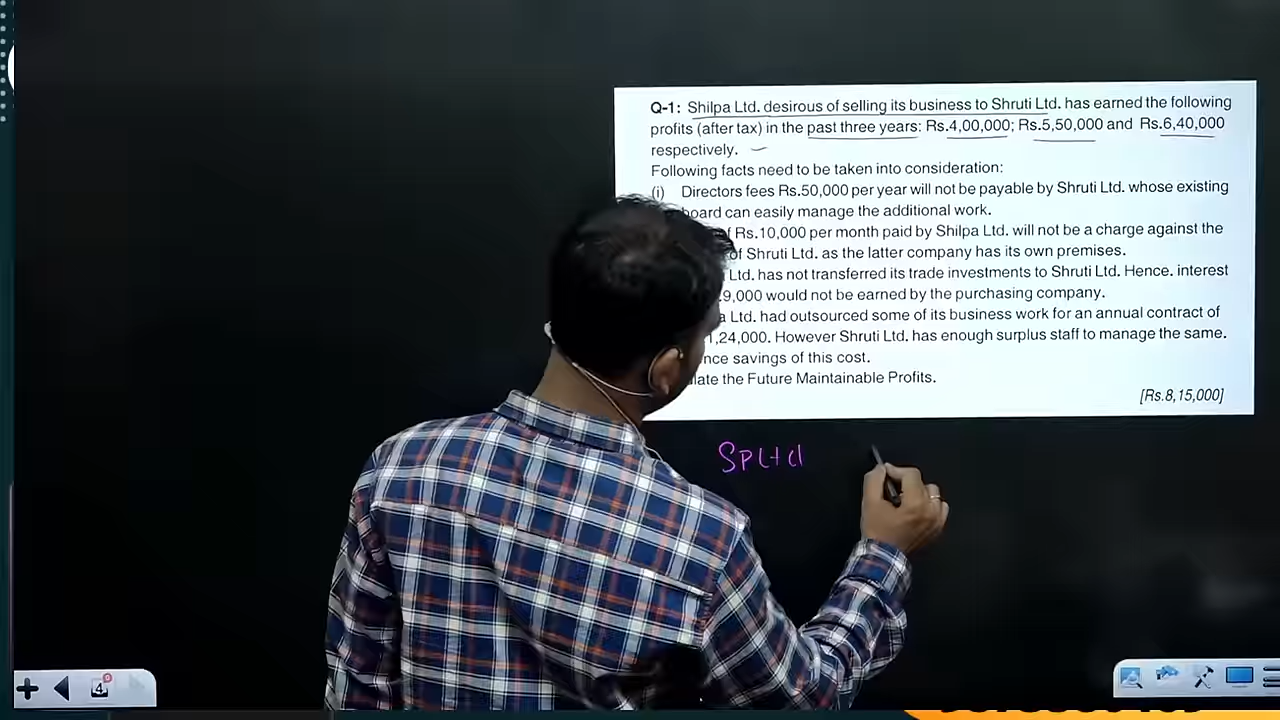 Q-1: Shilpa Ltd. desirous of selling its business to Shruti Ltd. has earned the following
profits (after tax) in the past three years: Rs.4,00,000; Rs.5,50,000 and Rs.6,40,000
respectively.
Following facts need to be taken into consideration:
(i) Directors fees Rs.50,000 per year will not be payable by Shruti Ltd. whose existing
board can easily manage the additional work.
Rs.10,000 per month paid by Shilpa Ltd. will not be a charge against the
of Shruti Ltd. as the latter company has its own premises.
Ltd. has not transferred its trade investments to Shruti Ltd. Hence. interest
9,000 would not be earned by the purchasing company.
Ltd. had outsourced some of its business work for an annual contract of
1,24,000. However Shruti Ltd. has enough surplus staff to manage the same.
savings of this cost.
the Future Maintainable Profits.
[Rs.8,15,000]
SP Ltd
4